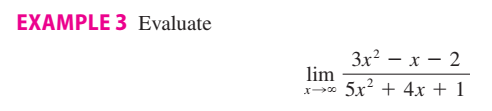 EXAMPLE 3 Evaluate
lim x→∞ (3x² − x − 2) / (5x² + 4x + 1)